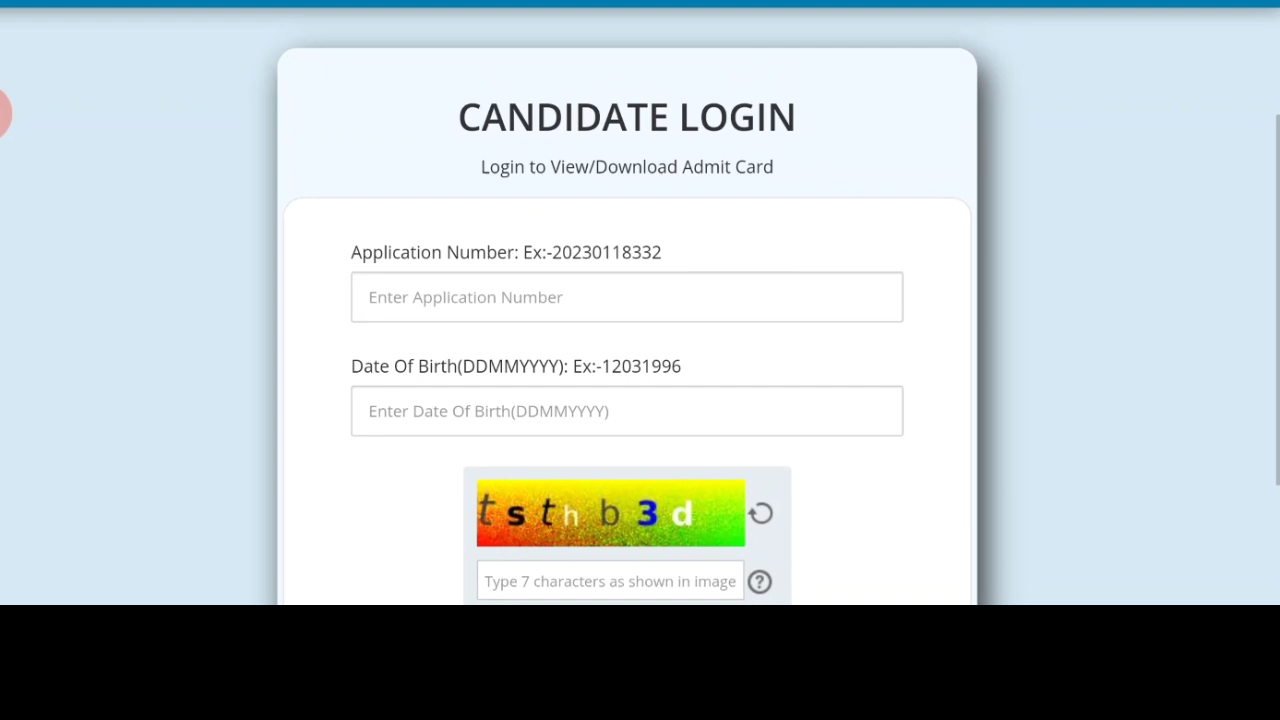 CANDIDATE LOGIN
Login to View/Download Admit Card
Application Number: Ex:-20230118332
Enter Application Number
Date Of Birth(DDMMYYYY): Ex:-12031996
Enter Date Of Birth(DDMMYYYY)
t s t h b 3 d
Type 7 characters as shown in image
?